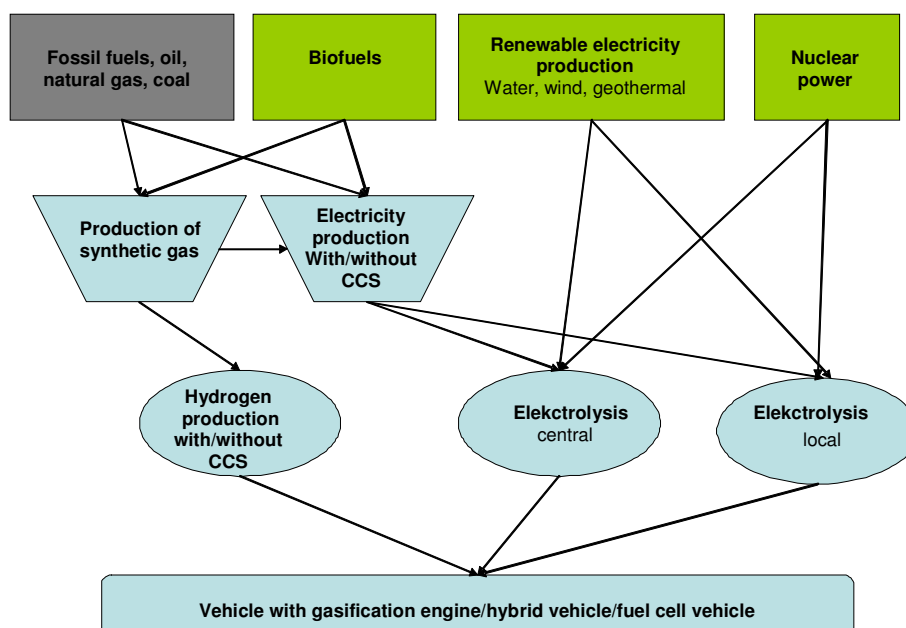 Fossil fuels, oil,
natural gas, coal
Biofuels
Renewable electricity
production
Water, wind, geothermal
Nuclear
power
Production of
synthetic gas
Electricity
production
With/without
CCS
Hydrogen
production
with/without
CCS
Elekctrolysis
central
Elekctrolysis
local
Vehicle with gasification engine/hybrid vehicle/fuel cell vehicle